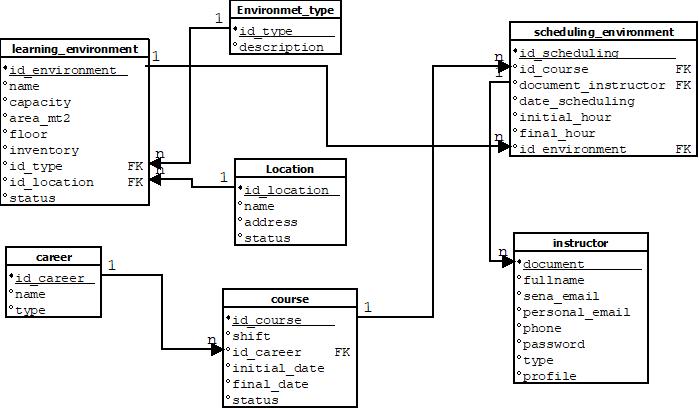 Environmet_type
id_type
description
1
learning_environment
id_environment
name
capacity
area_mt2
floor
inventory
id_type FK
id_location FK
status
1
n
n
scheduling_environment
id_scheduling
id_course FK
document_instructor FK
date_scheduling
initial_hour
final_hour
id_environment FK
n
1
n
Location
id_location
name
address
status
1
career
id_career
name
type
1
course
id_course
shift
id_career FK
initial_date
final_date
status
n
1
instructor
document
fullname
sena_email
personal_email
phone
password
type
profile
n